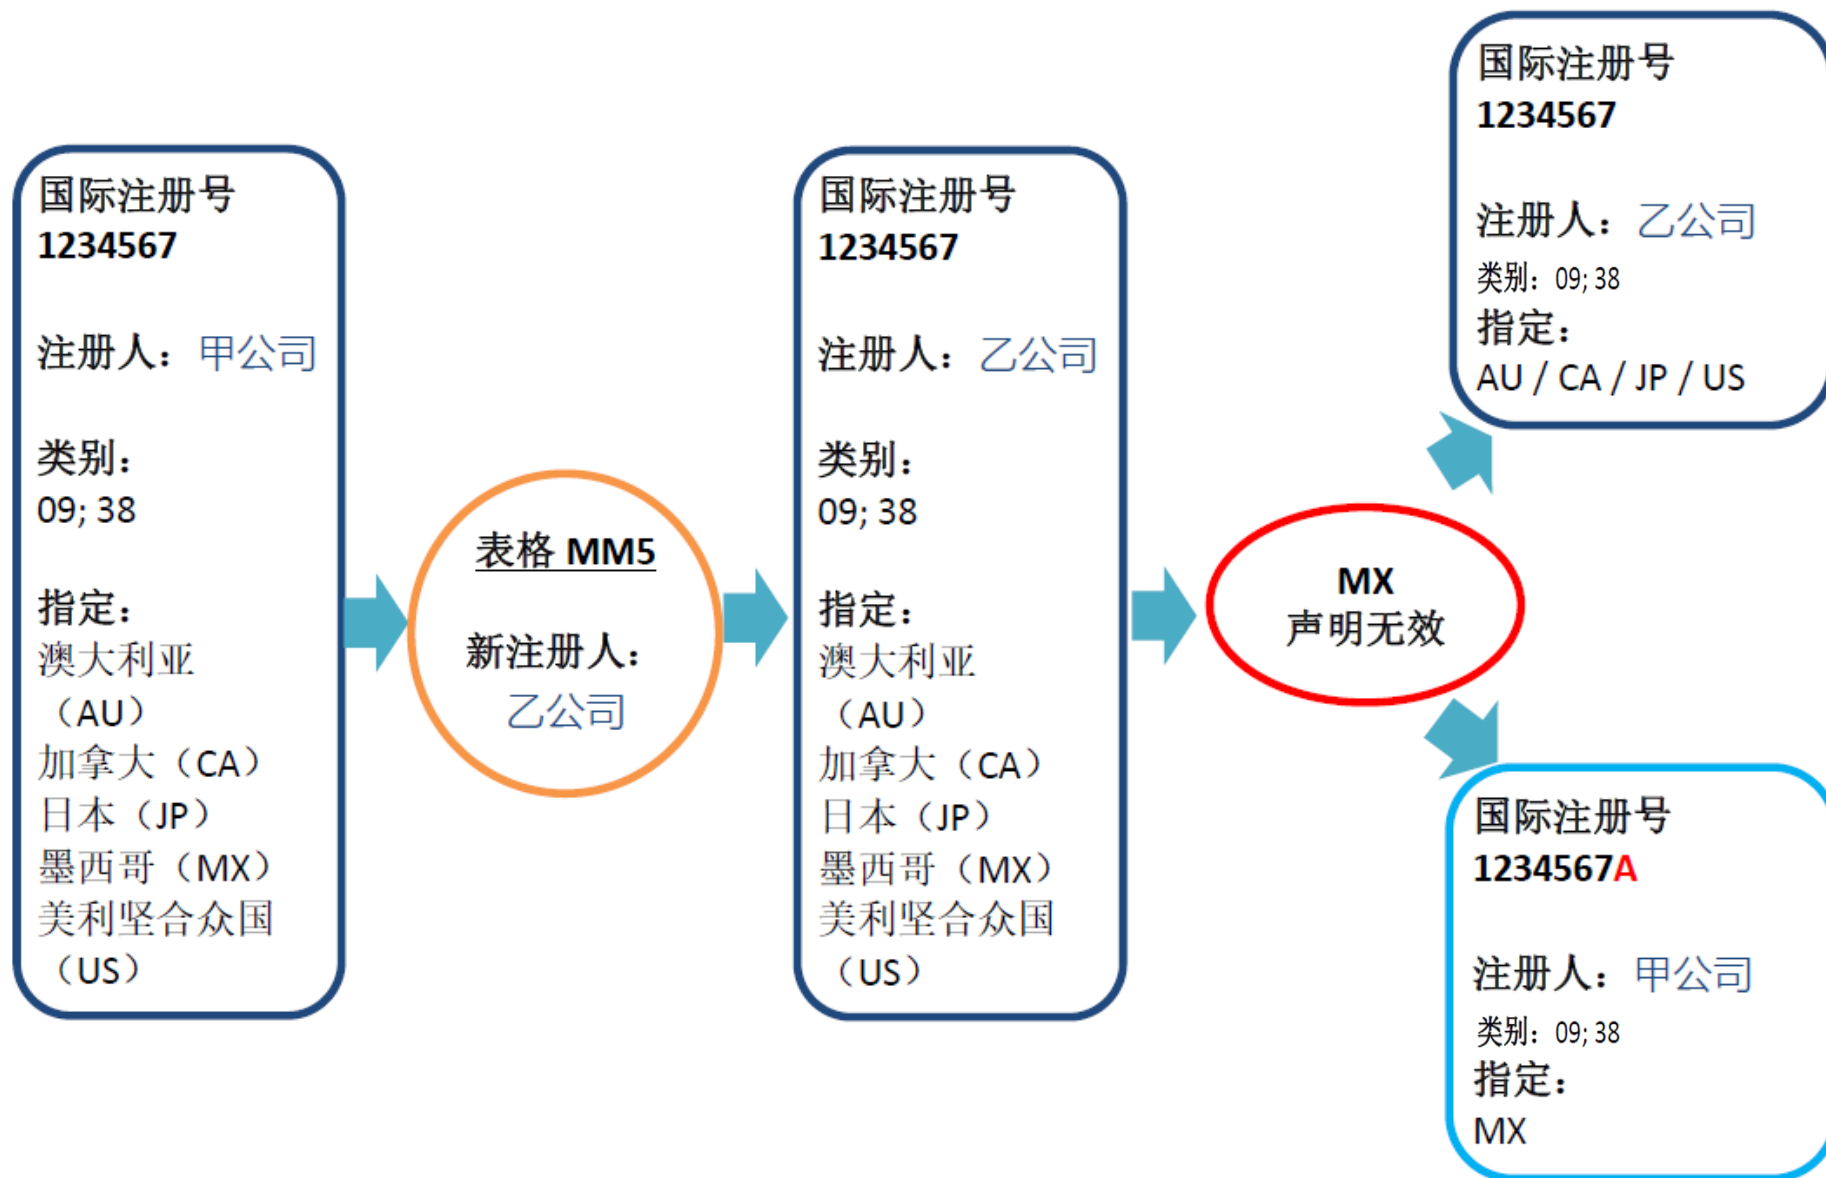 国际注册号
1234567
注册人：甲公司
类别：
09; 38
指定：
澳大利亚
（AU）
加拿大（CA）
日本（JP）
墨西哥（MX）
美利坚合众国
（US）
表格 MM5
新注册人：
乙公司
国际注册号
1234567
注册人：乙公司
类别：
09; 38
指定：
澳大利亚
（AU）
加拿大（CA）
日本（JP）
墨西哥（MX）
美利坚合众国
（US）
MX
声明无效
国际注册号
1234567
注册人：乙公司
类别：09; 38
指定：
AU / CA / JP / US
国际注册号
1234567A
注册人：甲公司
类别：09; 38
指定：
MX